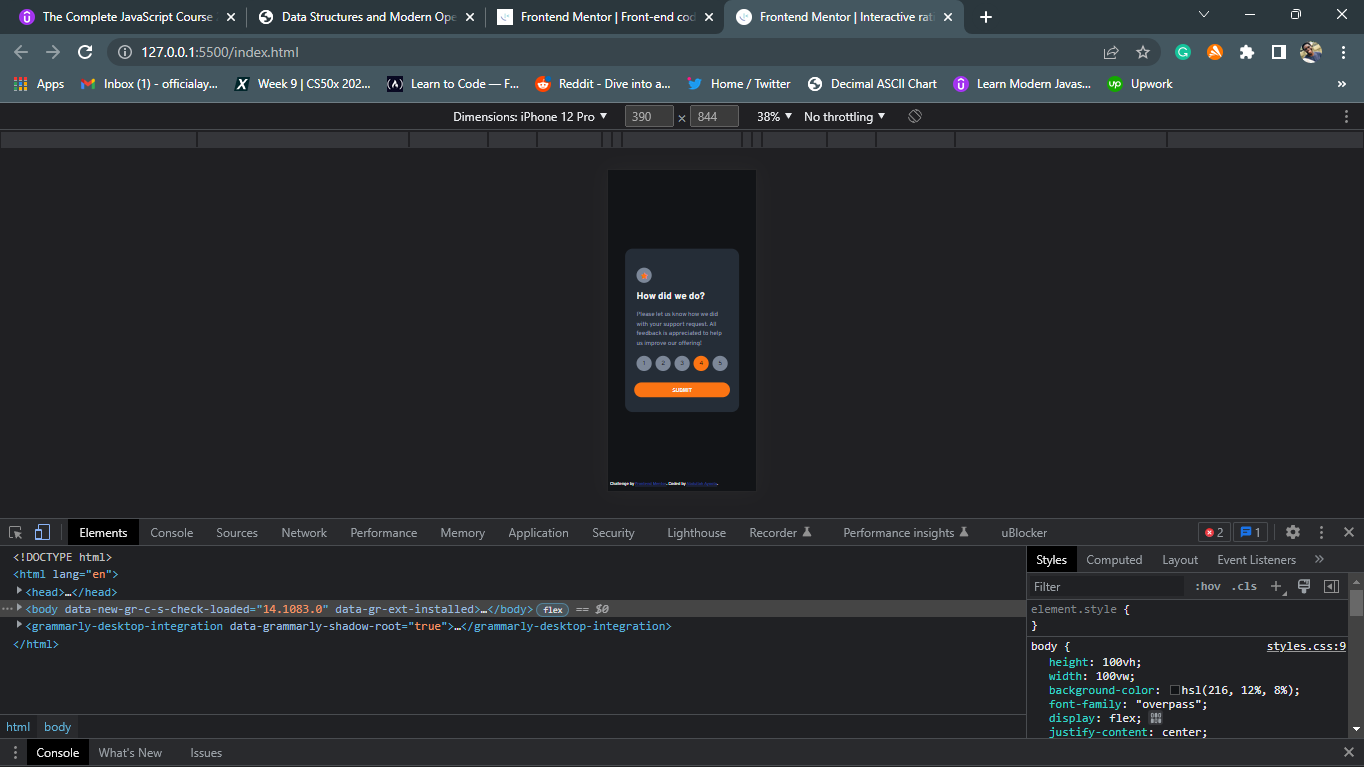 The Complete JavaScript Course
Data Structures and Modern Ope
Frontend Mentor | Front-end cod
Frontend Mentor | Interactive rati
127.0.0.1:5500/index.html
Apps
Inbox (1) - officialay...
Week 9 | CS50x 202...
Learn to Code — F...
Reddit - Dive into a...
Home / Twitter
Decimal ASCII Chart
Learn Modern Javas...
up Upwork
»
Dimensions: iPhone 12 Pro ▼ 390 × 844 38% ▼ No throttling ▼
How did we do?
Please let us know how we did
with your support request. All
feedback is appreciated to help
us improve our offering!
1 2 3 4 5
SUBMIT
Challenge by Frontend Mentor. Coded by
Elements Console Sources Network Performance Memory Application Security Lighthouse Recorder Performance insights uBlocker 2 1
<!DOCTYPE html>
<html lang="en">
<head>…</head>
<body data-new-gr-c-s-check-loaded="14.1083.0" data-gr-ext-installed>…</body> flex == $0
<grammarly-desktop-integration data-grammarly-shadow-root="true">…</grammarly-desktop-integration>
</html>
html body
Styles Computed Layout Event Listeners »
Filter :hov .cls +
element.style {
}
body { styles.css:9
height: 100vh;
width: 100vw;
background-color: hsl(216, 12%, 8%);
font-family: "overpass";
display: flex;
justify-content: center;
Console What's New Issues